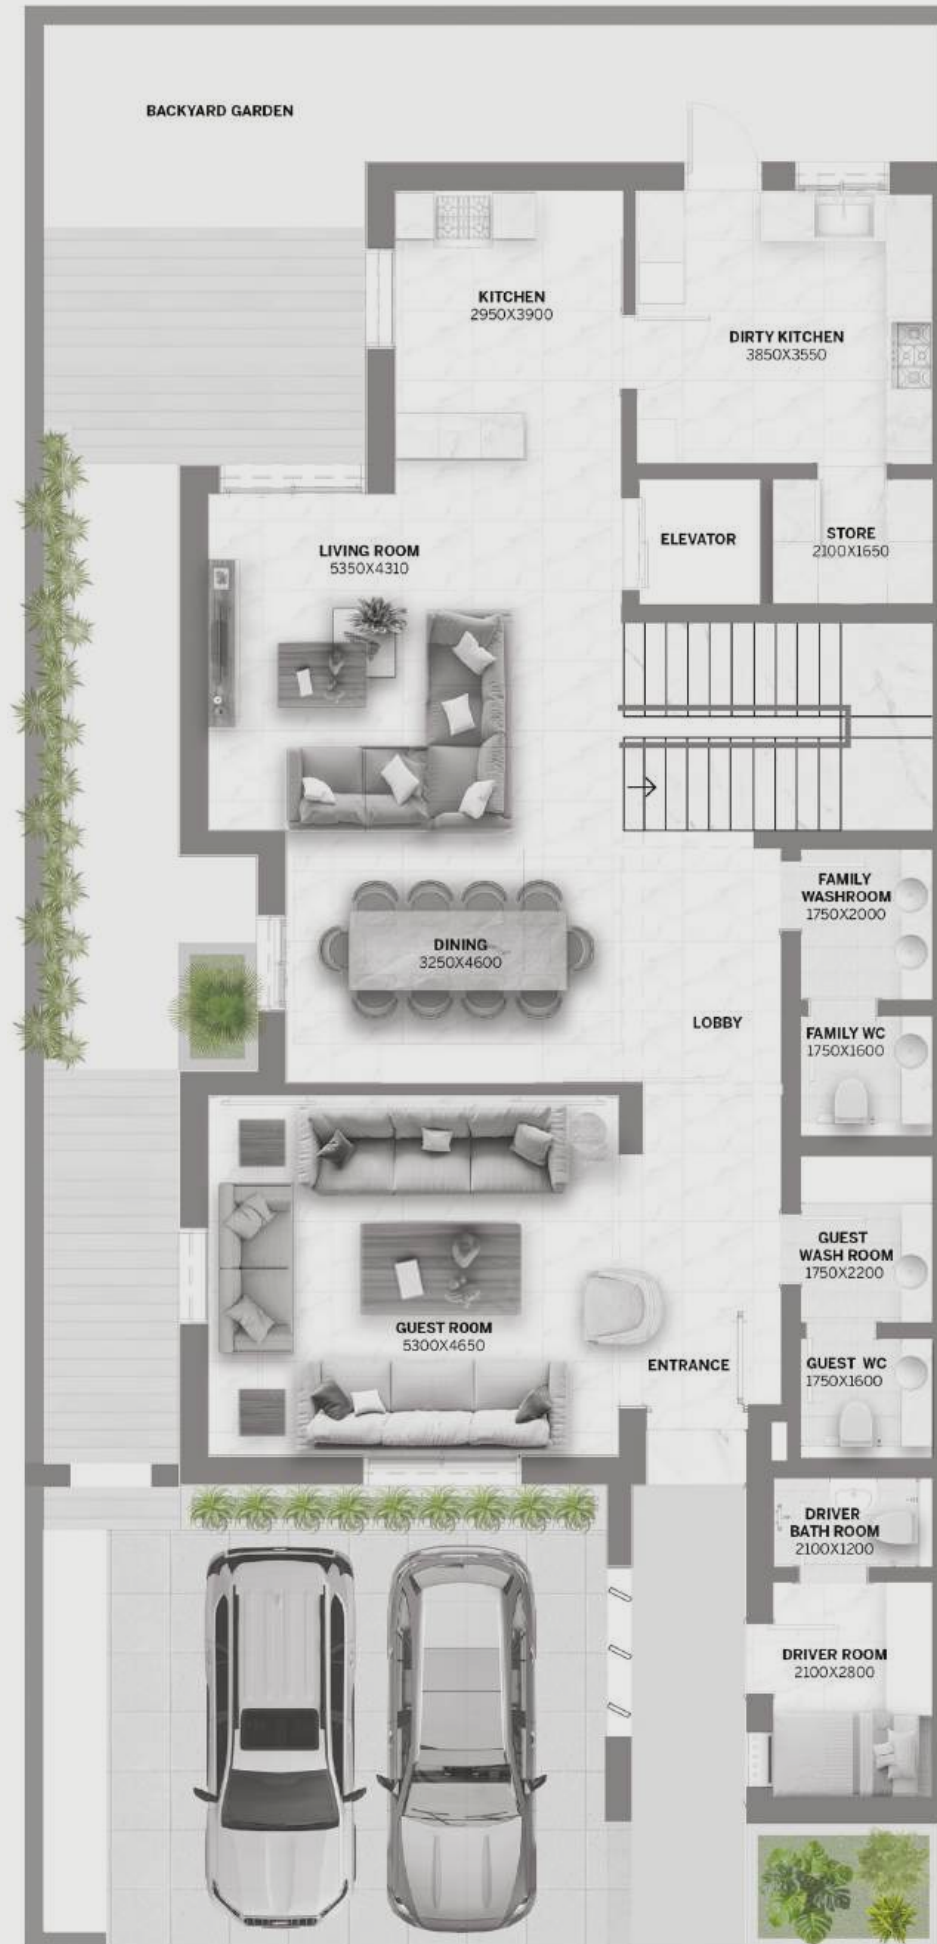 BACKYARD GARDEN
KITCHEN
2950X3900
DIRTY KITCHEN
3850X3550
LIVING ROOM
5350X4310
ELEVATOR
STORE
2100X1650
FAMILY
WASHROOM
1750X2000
DINING
3250X4600
LOBBY
FAMILY WC
1750X1600
GUEST
WASH ROOM
1750X2200
GUEST ROOM
5300X4650
ENTRANCE
GUEST WC
1750X1600
DRIVER
BATH ROOM
2100X1200
DRIVER ROOM
2100X2800